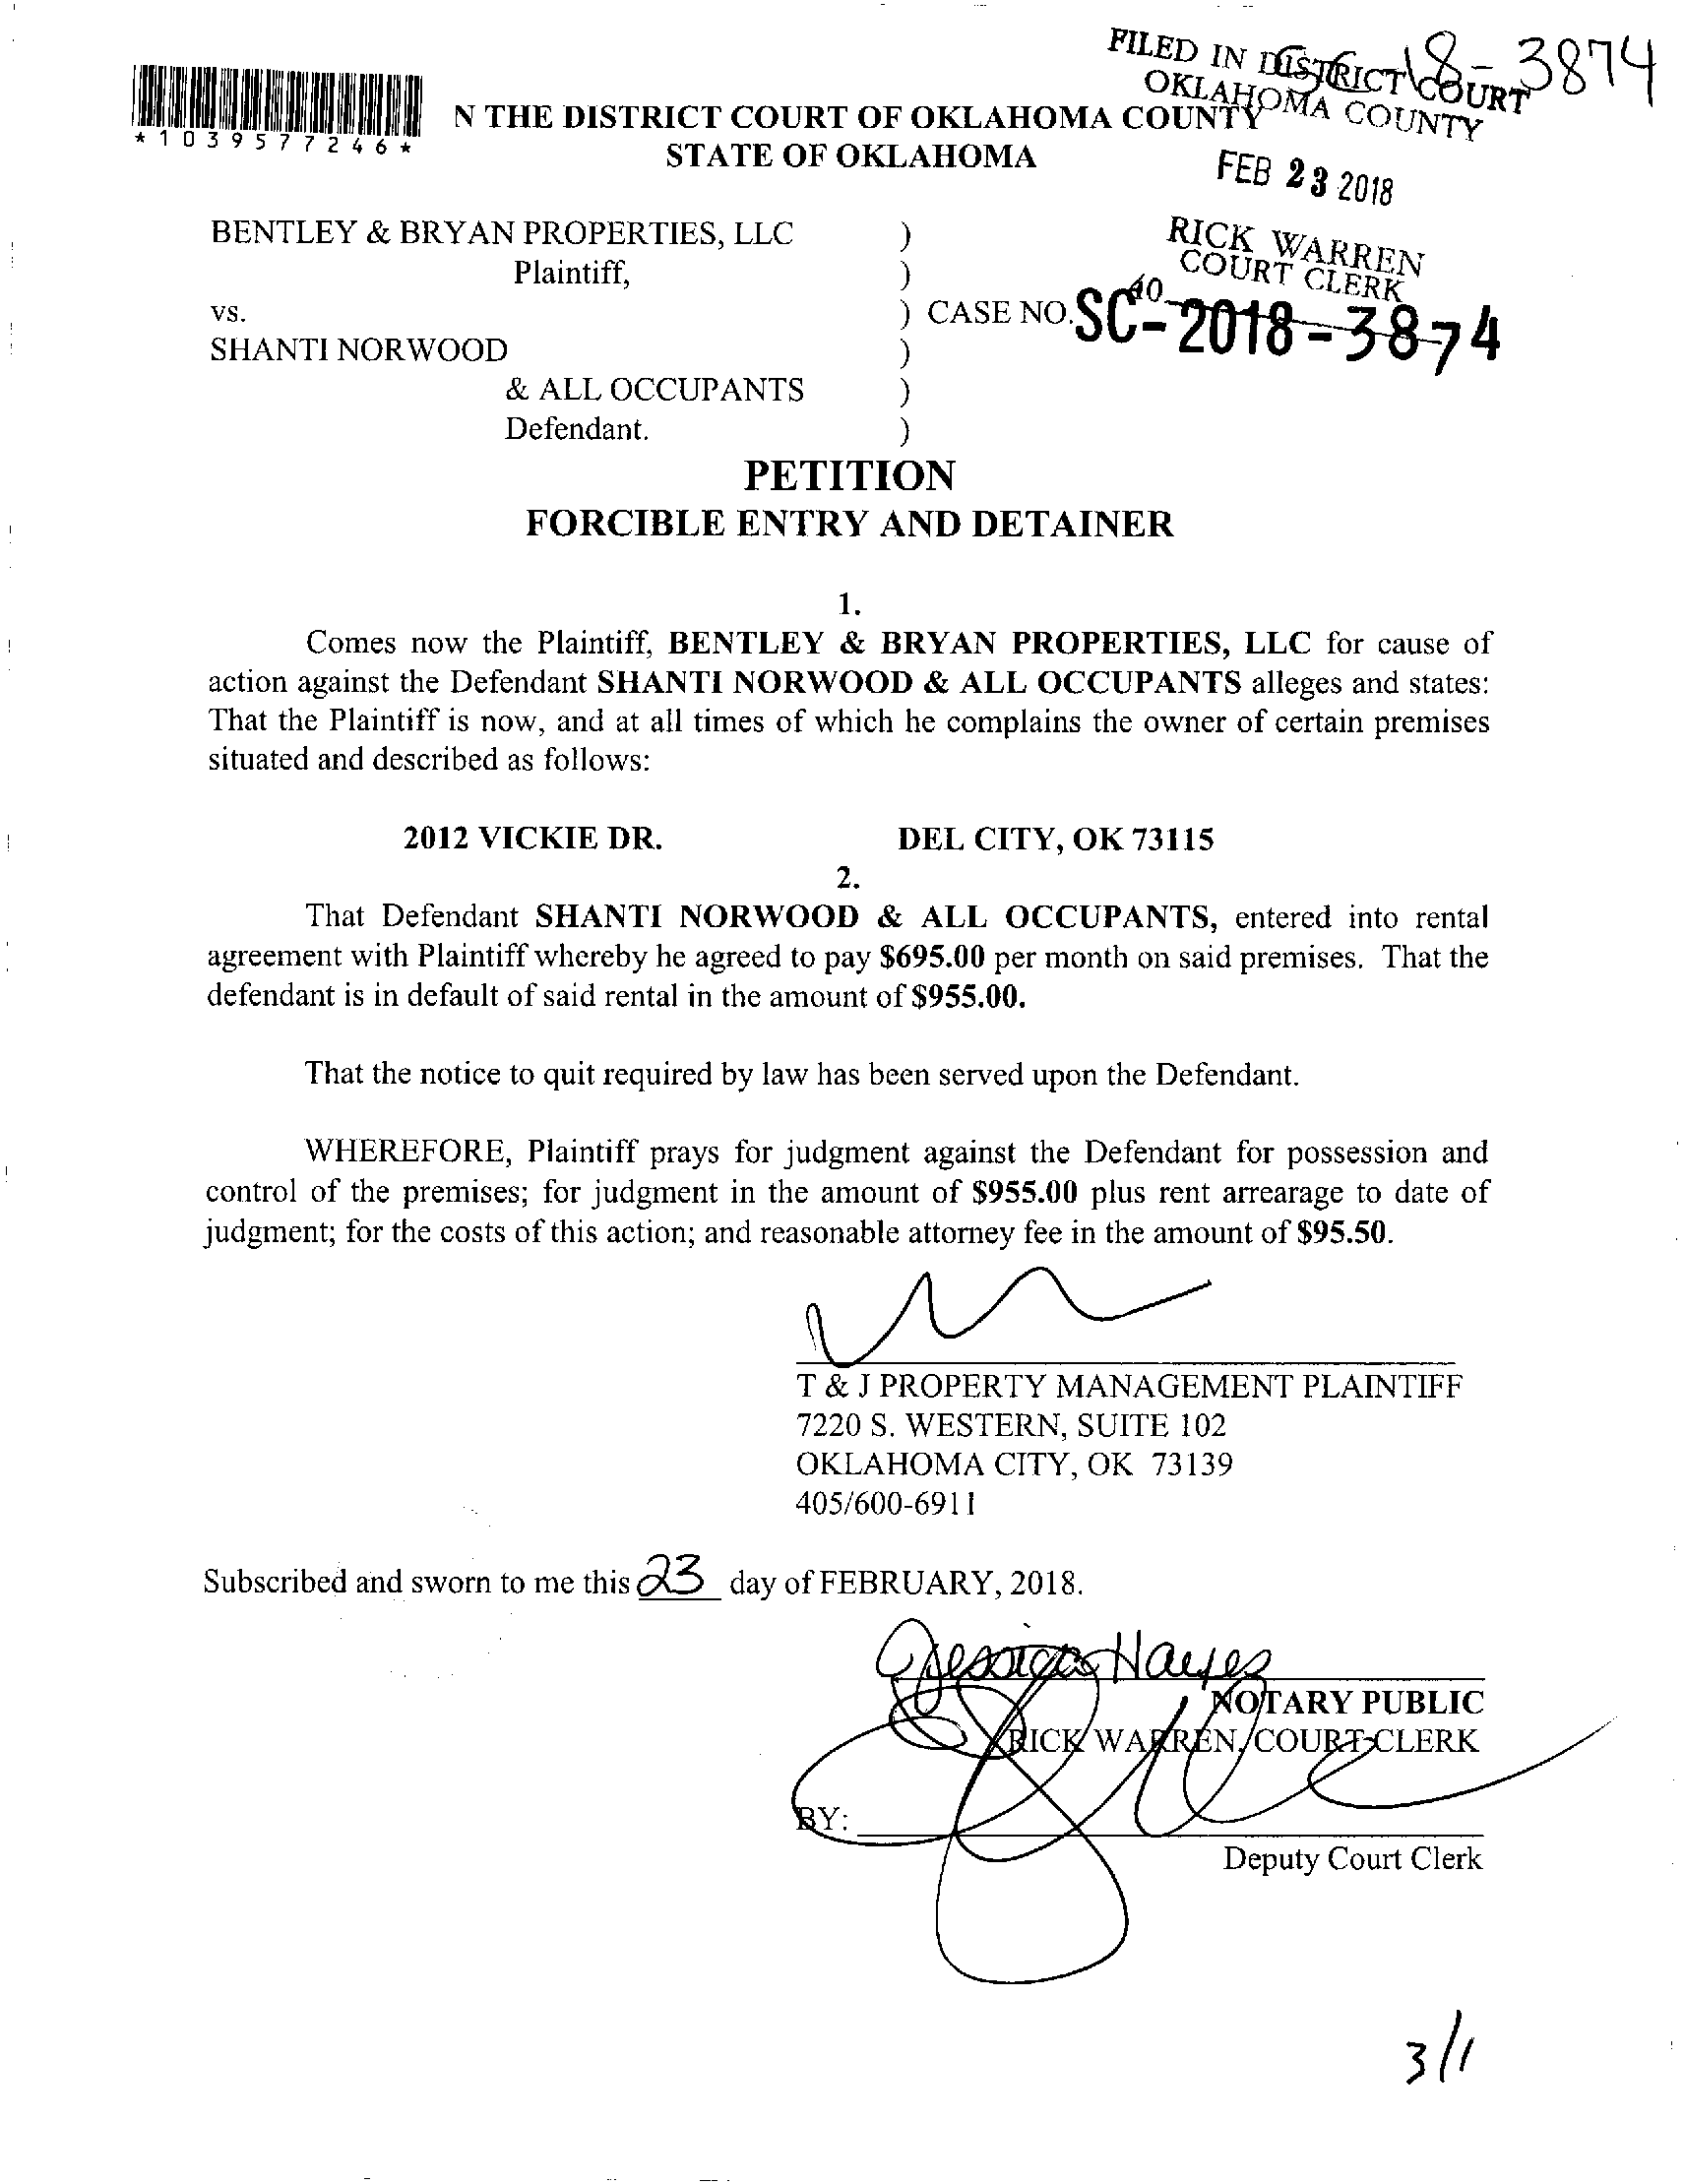 FILED IN DISTRICT COURT
OKLAHOMA COUNTY
18-3874
*1039577246*
N THE DISTRICT COURT OF OKLAHOMA COUNTY
STATE OF OKLAHOMA
FEB 23 2018
RICK WARREN
COURT CLERK
40
BENTLEY & BRYAN PROPERTIES, LLC )
Plaintiff, )
vs. ) CASE NO. SC-2018-3874
SHANTI NORWOOD )
& ALL OCCUPANTS )
Defendant. )
PETITION
FORCIBLE ENTRY AND DETAINER
1.
Comes now the Plaintiff, BENTLEY & BRYAN PROPERTIES, LLC for cause of
action against the Defendant SHANTI NORWOOD & ALL OCCUPANTS alleges and states:
That the Plaintiff is now, and at all times of which he complains the owner of certain premises
situated and described as follows:
2012 VICKIE DR. DEL CITY, OK 73115
2.
That Defendant SHANTI NORWOOD & ALL OCCUPANTS, entered into rental
agreement with Plaintiff whereby he agreed to pay $695.00 per month on said premises. That the
defendant is in default of said rental in the amount of $955.00.
That the notice to quit required by law has been served upon the Defendant.
WHEREFORE, Plaintiff prays for judgment against the Defendant for possession and
control of the premises; for judgment in the amount of $955.00 plus rent arrearage to date of
judgment; for the costs of this action; and reasonable attorney fee in the amount of $95.50.
T & J PROPERTY MANAGEMENT PLAINTIFF
7220 S. WESTERN, SUITE 102
OKLAHOMA CITY, OK 73139
405/600-6911
Subscribed and sworn to me this 23 day of FEBRUARY, 2018.
Jessica Hayes
NOTARY PUBLIC
RICK WARREN, COURT CLERK
BY:
Deputy Court Clerk
3/1